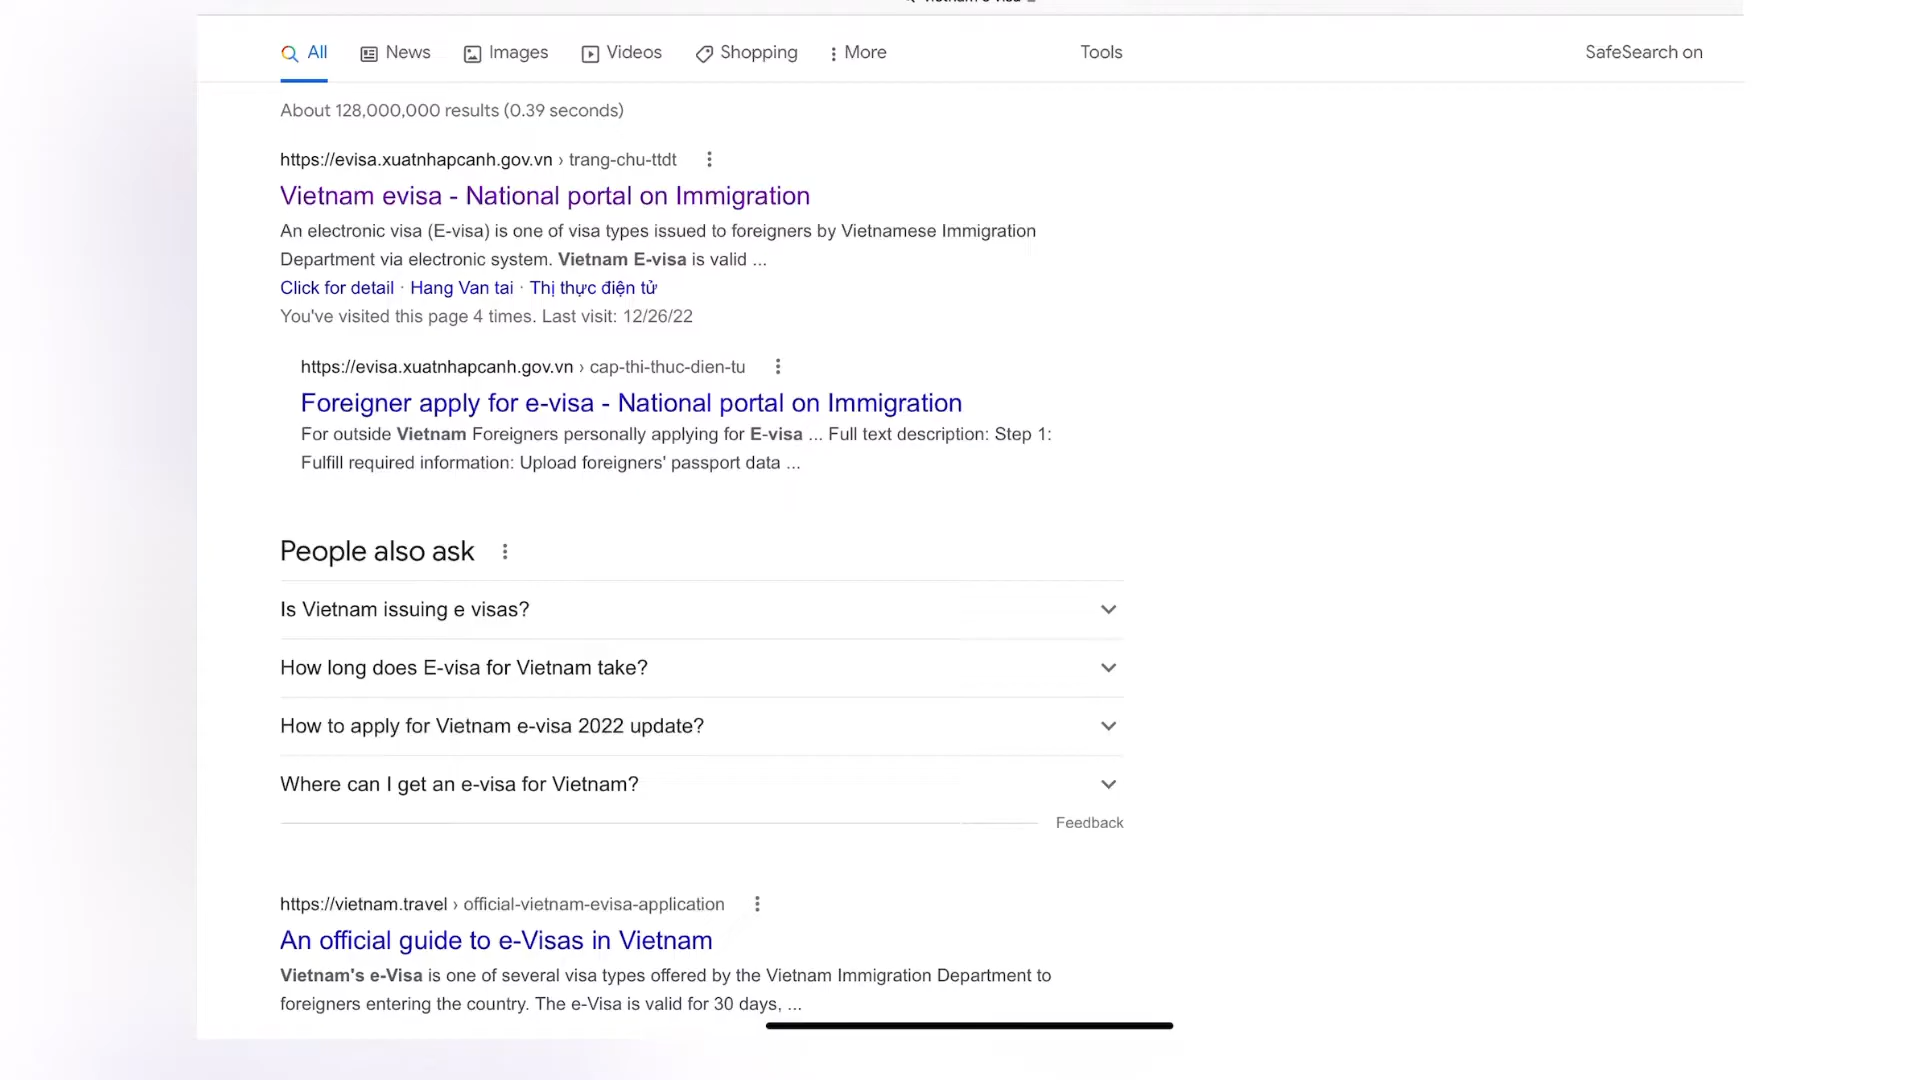 All News Images Videos Shopping More Tools SafeSearch on
About 128,000,000 results (0.39 seconds)
https://evisa.xuatnhapcanh.gov.vn › trang-chu-ttdt
Vietnam evisa - National portal on Immigration
An electronic visa (E-visa) is one of visa types issued to foreigners by Vietnamese Immigration
Department via electronic system. Vietnam E-visa is valid ...
Click for detail · Hang Van tai · Thị thực điện tử
You've visited this page 4 times. Last visit: 12/26/22
https://evisa.xuatnhapcanh.gov.vn › cap-thi-thuc-dien-tu
Foreigner apply for e-visa - National portal on Immigration
For outside Vietnam Foreigners personally applying for E-visa ... Full text description: Step 1:
Fulfill required information: Upload foreigners' passport data ...
People also ask
Is Vietnam issuing e visas?
How long does E-visa for Vietnam take?
How to apply for Vietnam e-visa 2022 update?
Where can I get an e-visa for Vietnam?
Feedback
https://vietnam.travel › official-vietnam-evisa-application
An official guide to e-Visas in Vietnam
Vietnam's e-Visa is one of several visa types offered by the Vietnam Immigration Department to
foreigners entering the country. The e-Visa is valid for 30 days, ...